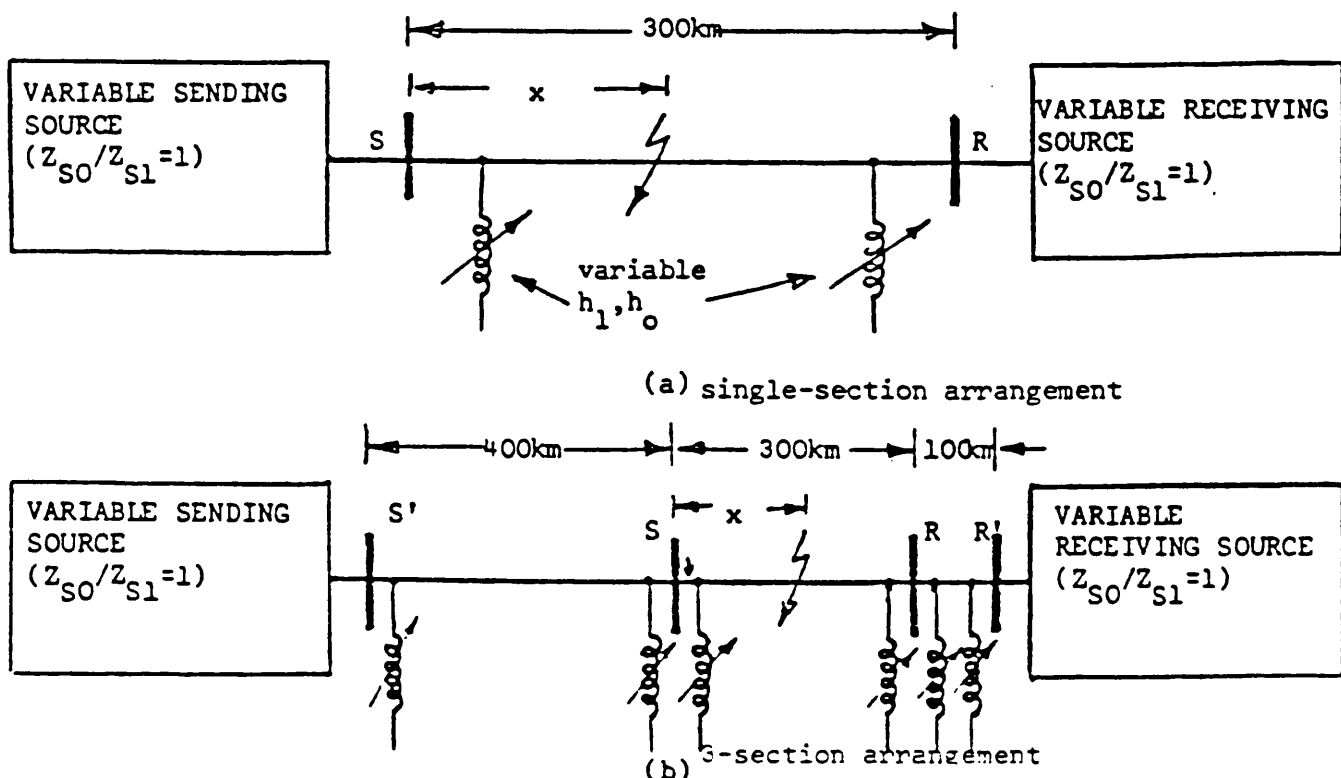 300km
x
VARIABLE SENDING
SOURCE
(Z_SO/Z_S1=1)
S
R
VARIABLE RECEIVING
SOURCE
(Z_SO/Z_S1=1)
variable
h_1,h_o
(a) single-section arrangement
400km
300km
100km
x
VARIABLE SENDING
SOURCE
(Z_SO/Z_S1=1)
S'
S
R
R'
VARIABLE
RECEIVING SOURCE
(Z_SO/Z_S1=1)
(b) 3-section arrangement